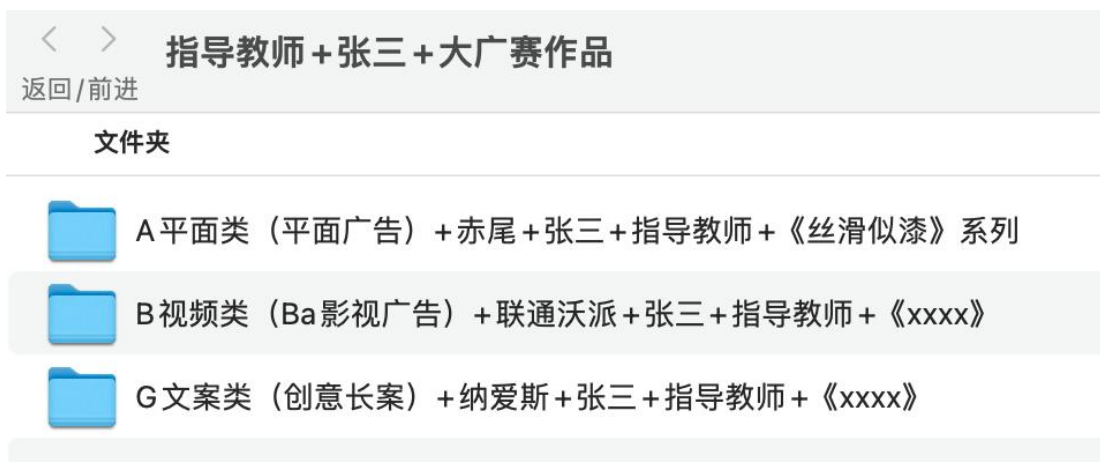 指导教师+张三+大广赛作品
返回/前进
文件夹
A平面类（平面广告）+赤尾+张三+指导教师+《丝滑似漆》系列
B视频类（Ba影视广告）+联通沃派+张三+指导教师+《xxxx》
G文案类（创意长案）+纳爱斯+张三+指导教师+《xxxx》